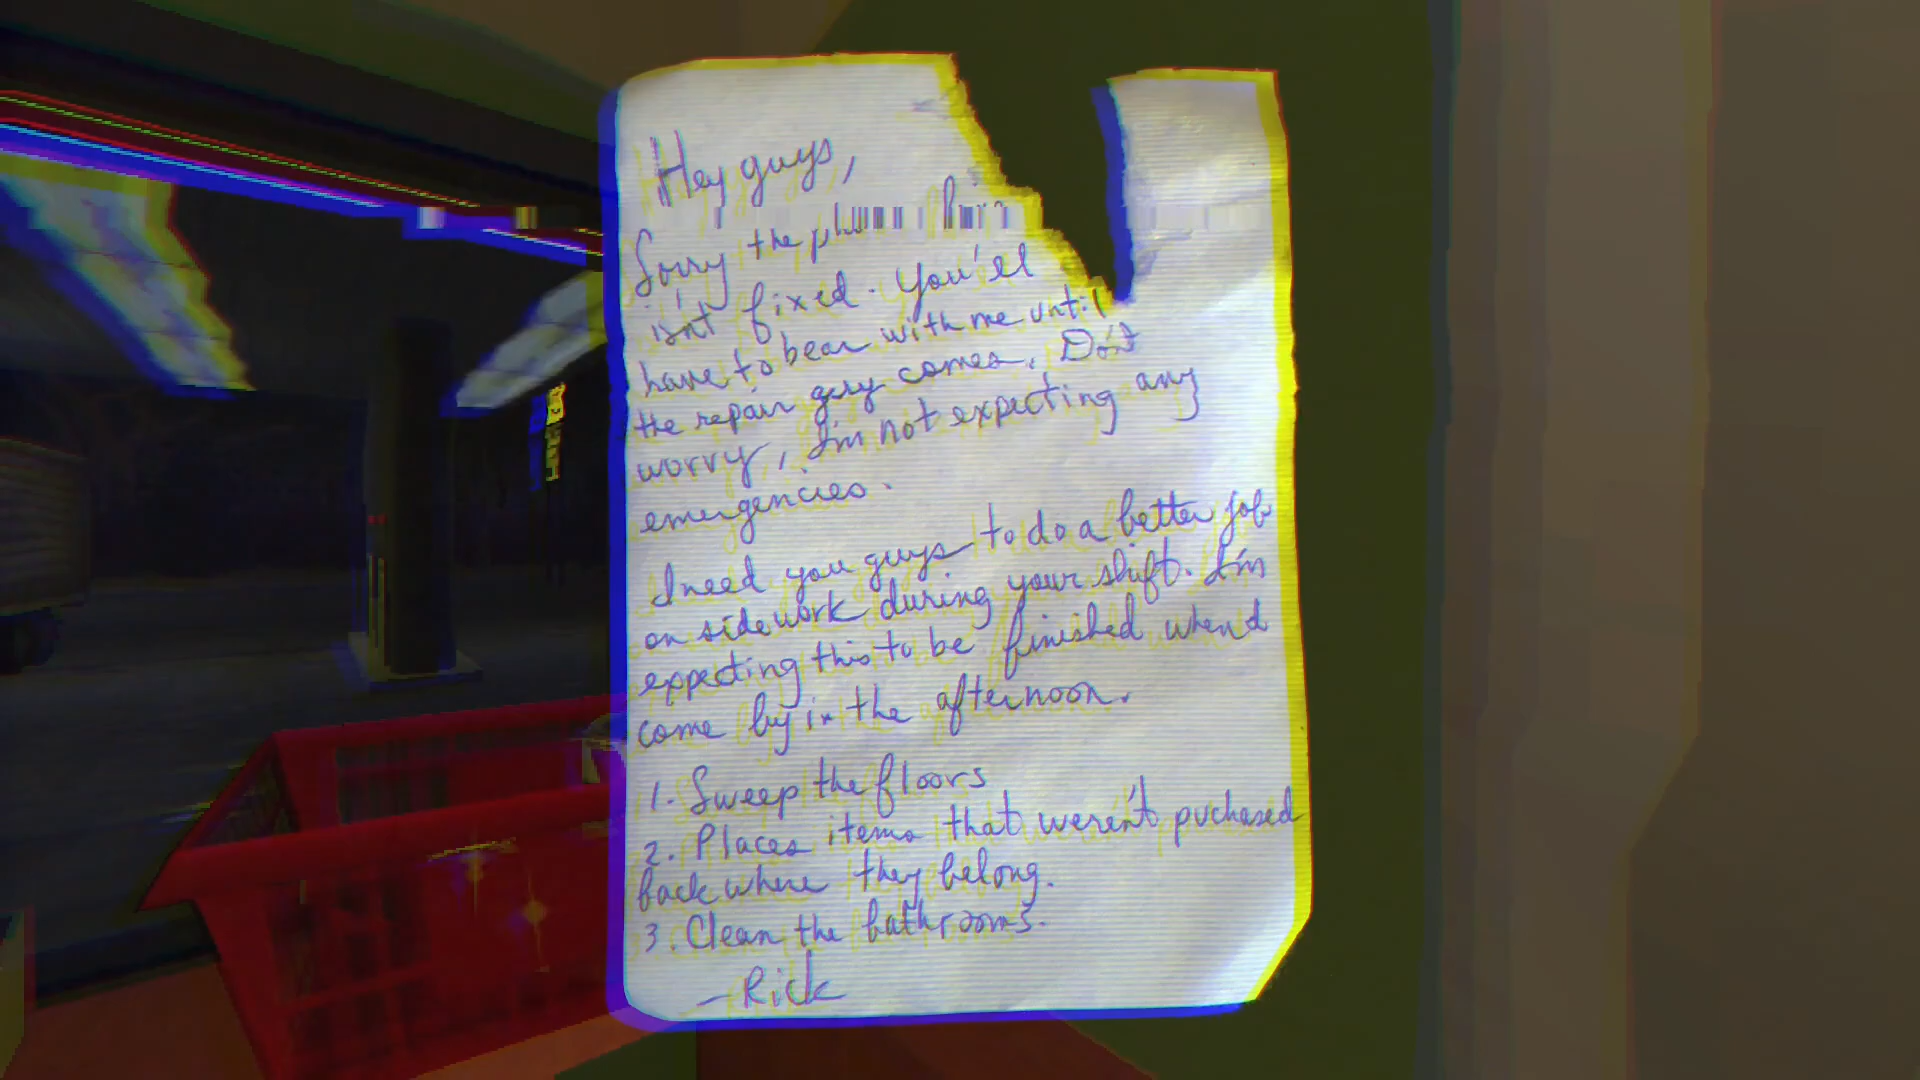 Hey guys,
Sorry the phone line
isn't fixed. You'll
have to bear with me until
the repair guy comes. Don't
worry, I'm not expecting any
emergencies.
I need you guys to do a better job
on sidework during your shift. I'm
expecting this to be finished when I
come by in the afternoon.
1. Sweep the floors
2. Places items that weren't puchased
back where they belong.
3. Clean the bathrooms.
- Rick